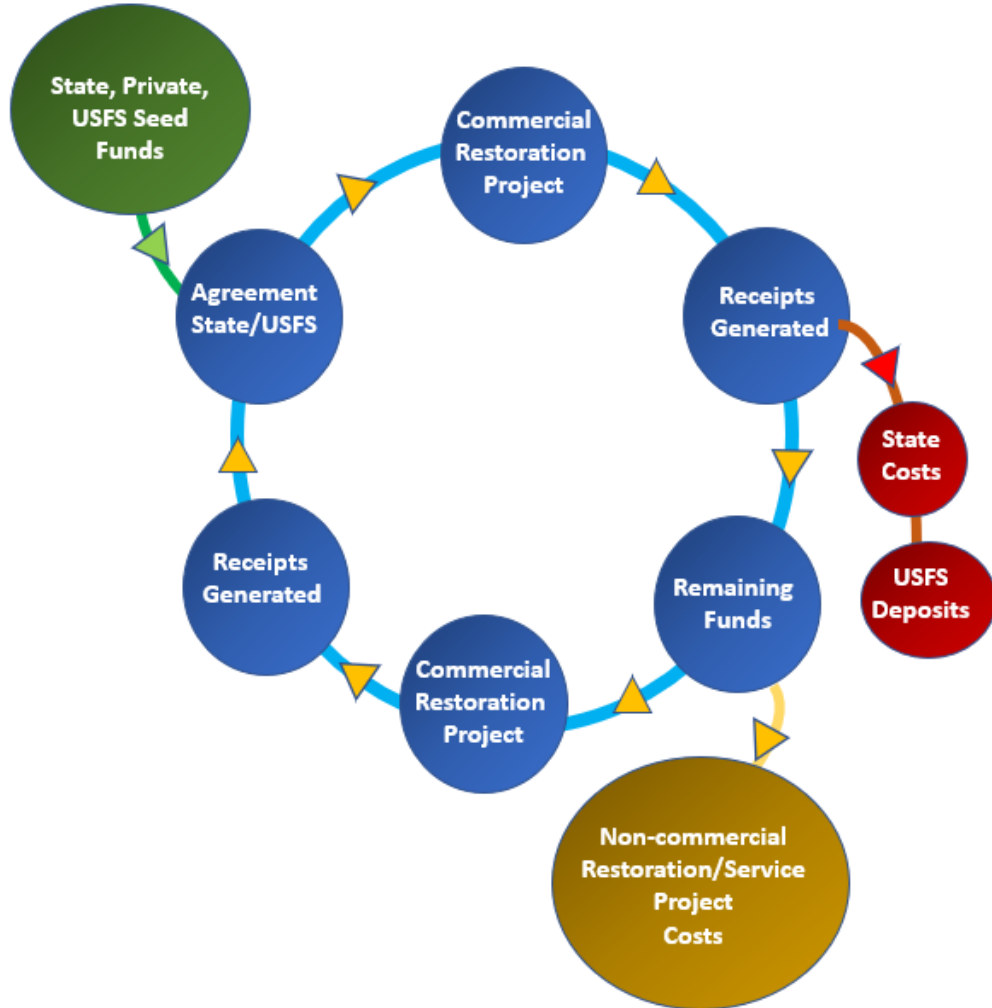 State, Private,
USFS Seed
Funds
Commercial
Restoration
Project
Agreement
State/USFS
Receipts
Generated
State
Costs
USFS
Deposits
Remaining
Funds
Receipts
Generated
Commercial
Restoration
Project
Non-commercial
Restoration/Service
Project
Costs